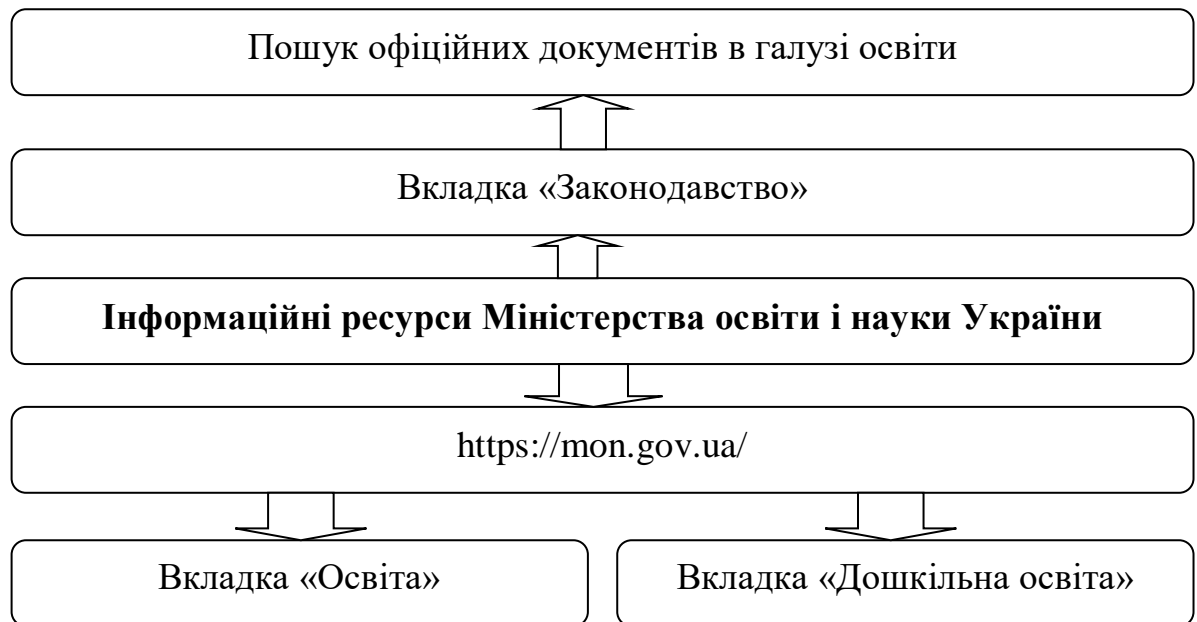 Пошук офіційних документів в галузі освіти
Вкладка «Законодавство»
Інформаційні ресурси Міністерства освіти і науки України
https://mon.gov.ua/
Вкладка «Освіта»
Вкладка «Дошкільна освіта»